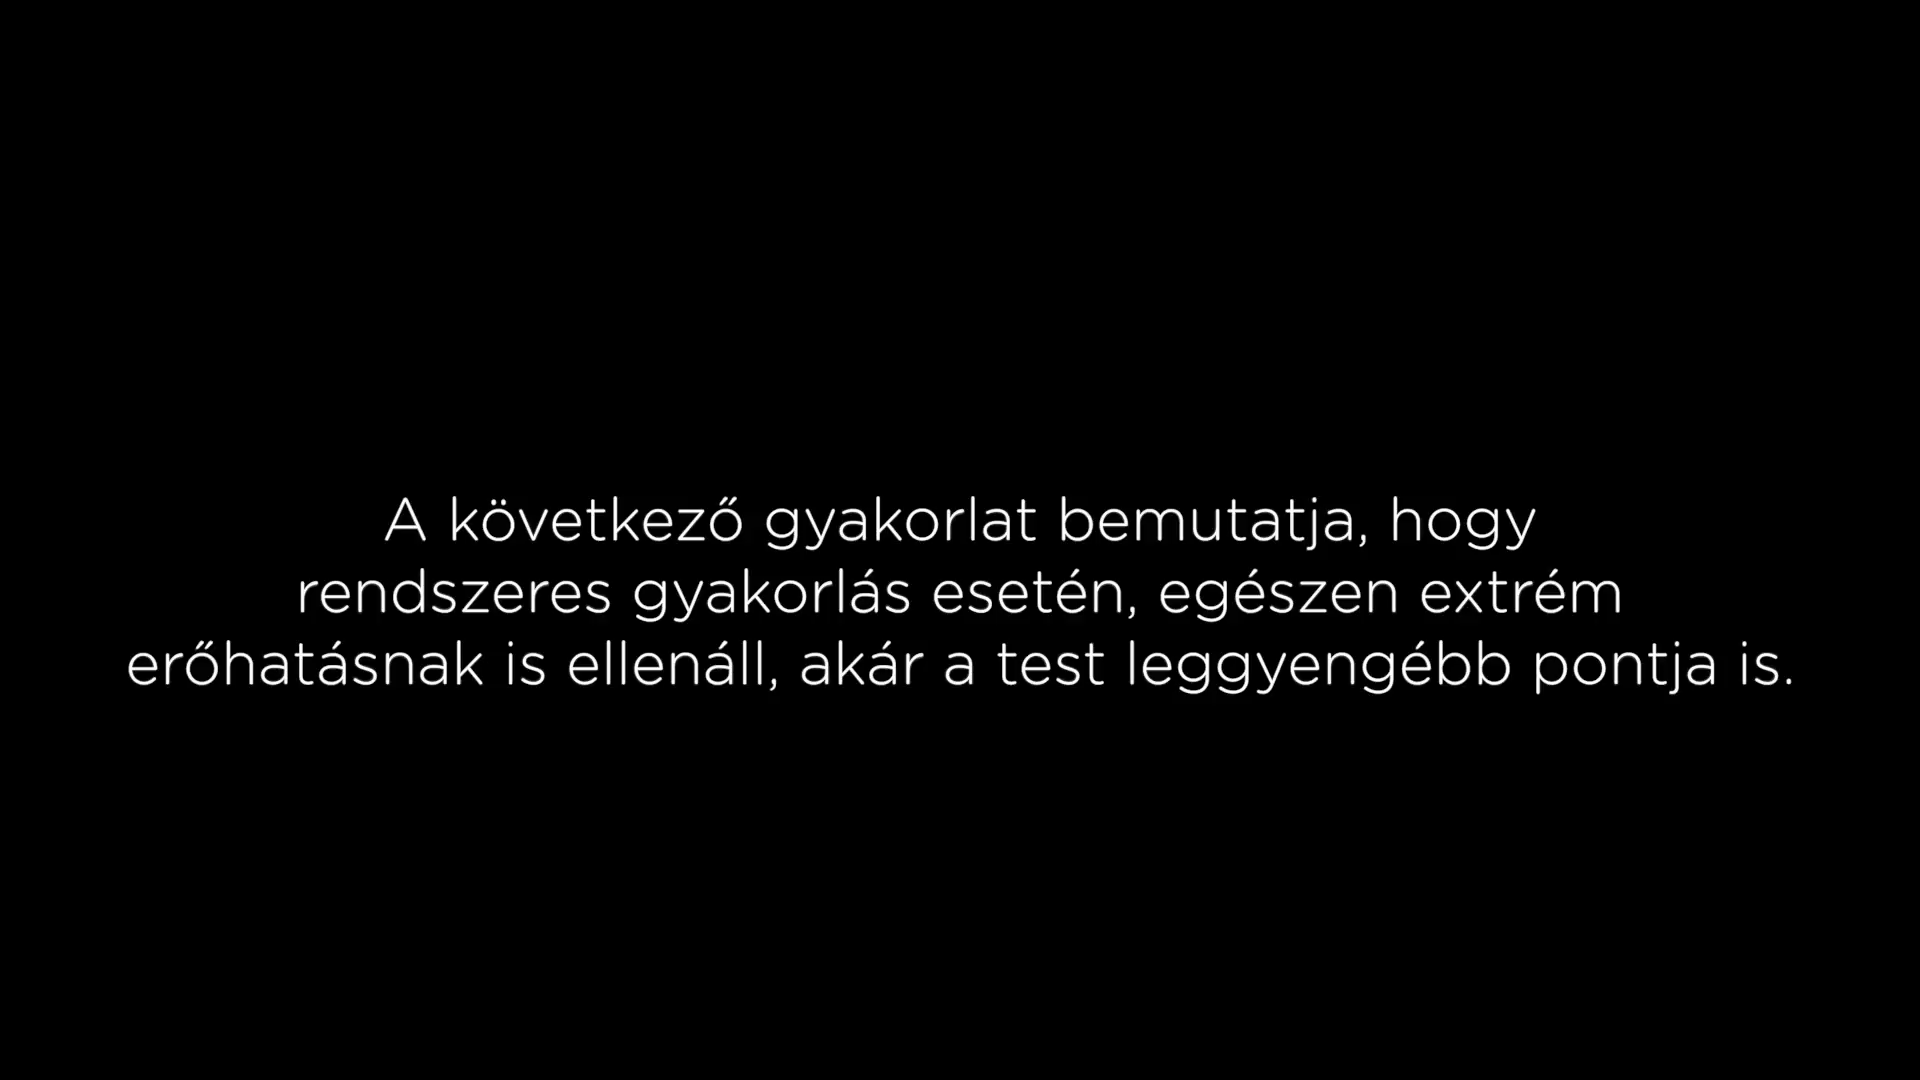 A következő gyakorlat bemutatja, hogy
rendszeres gyakorlás esetén, egészen extrém
erőhatásnak is ellenáll, akár a test leggyengébb pontja is.